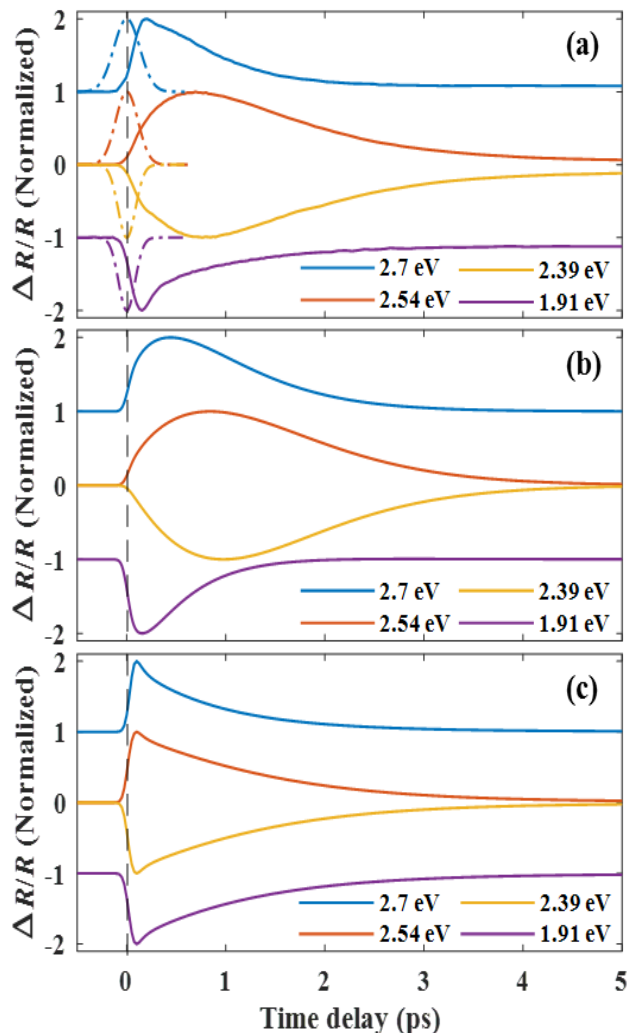 (a)
ΔR/R (Normalized)
2
1
0
-1
-2
2.7 eV 2.39 eV
2.54 eV 1.91 eV
(b)
ΔR/R (Normalized)
2
1
0
-1
-2
2.7 eV 2.39 eV
2.54 eV 1.91 eV
(c)
ΔR/R (Normalized)
2
1
0
-1
-2
2.7 eV 2.39 eV
2.54 eV 1.91 eV
0 1 2 3 4 5
Time delay (ps)